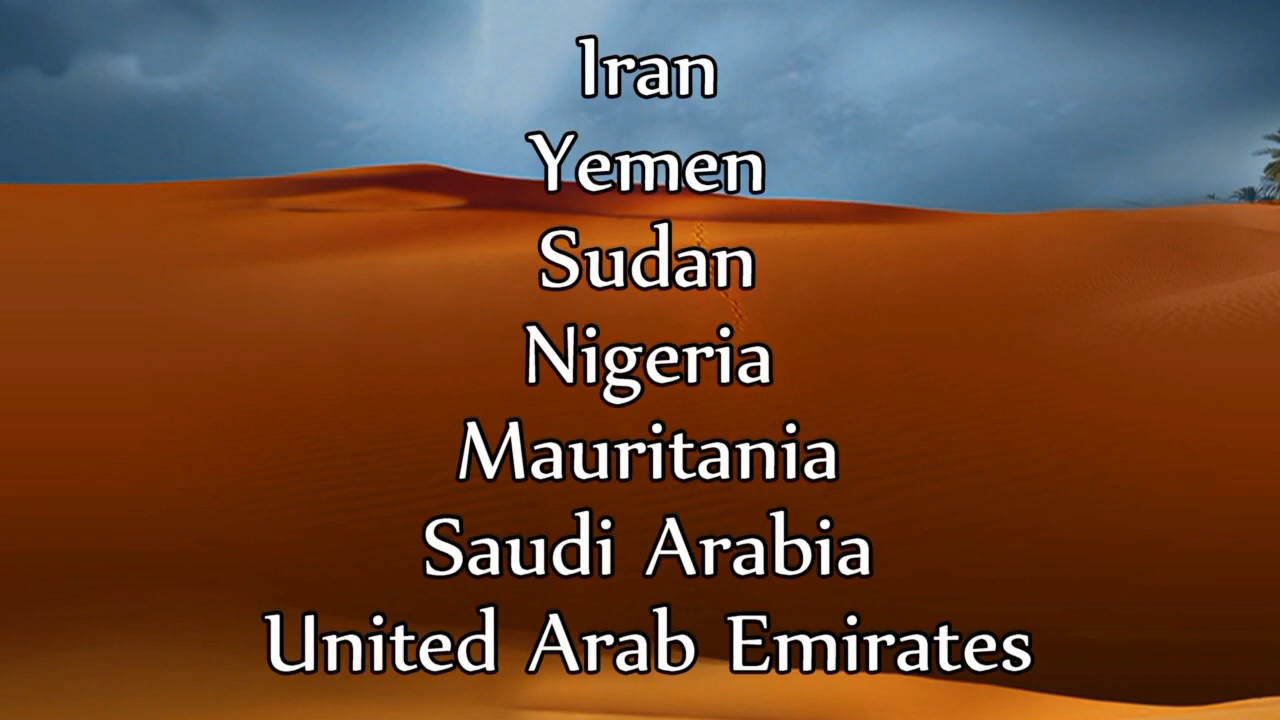 Iran
Yemen
Sudan
Nigeria
Mauritania
Saudi Arabia
United Arab Emirates